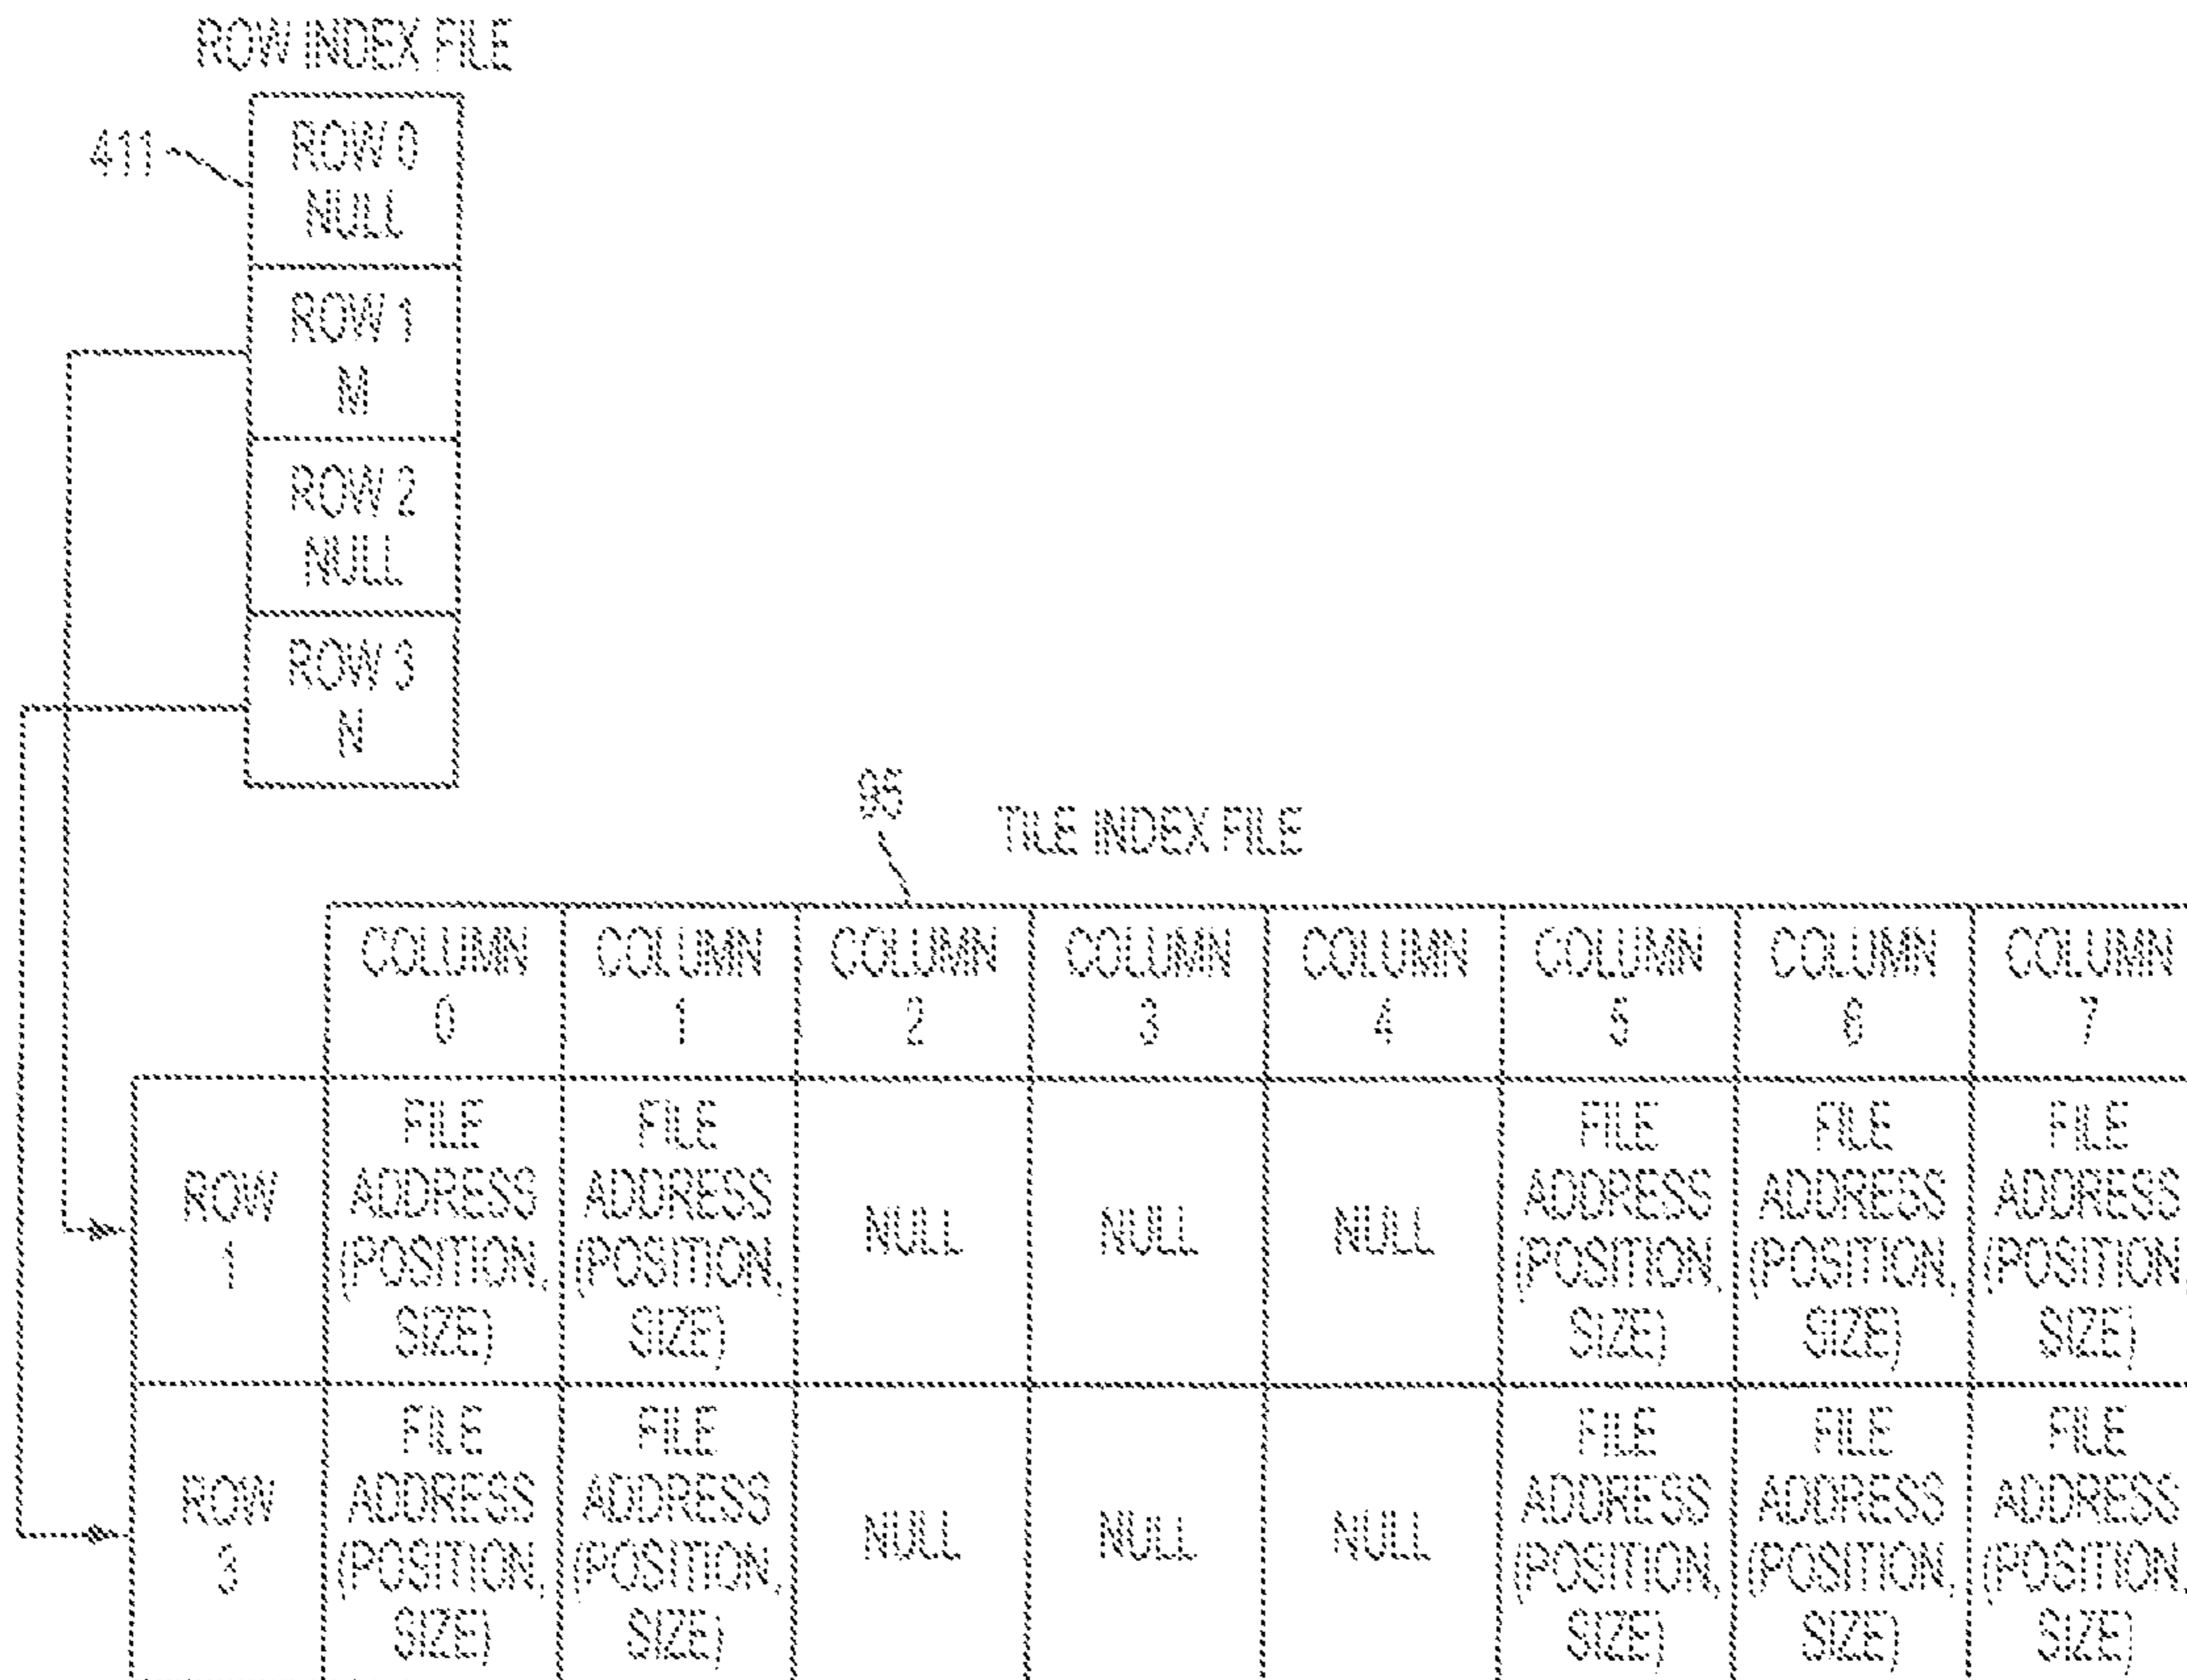 ROW INDEX FILE
411
ROW 0
NULL
ROW 1
M
ROW 2
NULL
ROW 3
N
95
TILE INDEX FILE
COLUMN
0
COLUMN
1
COLUMN
2
COLUMN
3
COLUMN
4
COLUMN
5
COLUMN
6
COLUMN
7
ROW
1
FILE
ADDRESS
(POSITION,
SIZE)
FILE
ADDRESS
(POSITION,
SIZE)
NULL
NULL
NULL
FILE
ADDRESS
(POSITION,
SIZE)
FILE
ADDRESS
(POSITION,
SIZE)
FILE
ADDRESS
(POSITION,
SIZE)
ROW
3
FILE
ADDRESS
(POSITION,
SIZE)
FILE
ADDRESS
(POSITION,
SIZE)
NULL
NULL
NULL
FILE
ADDRESS
(POSITION,
SIZE)
FILE
ADDRESS
(POSITION,
SIZE)
FILE
ADDRESS
(POSITION,
SIZE)